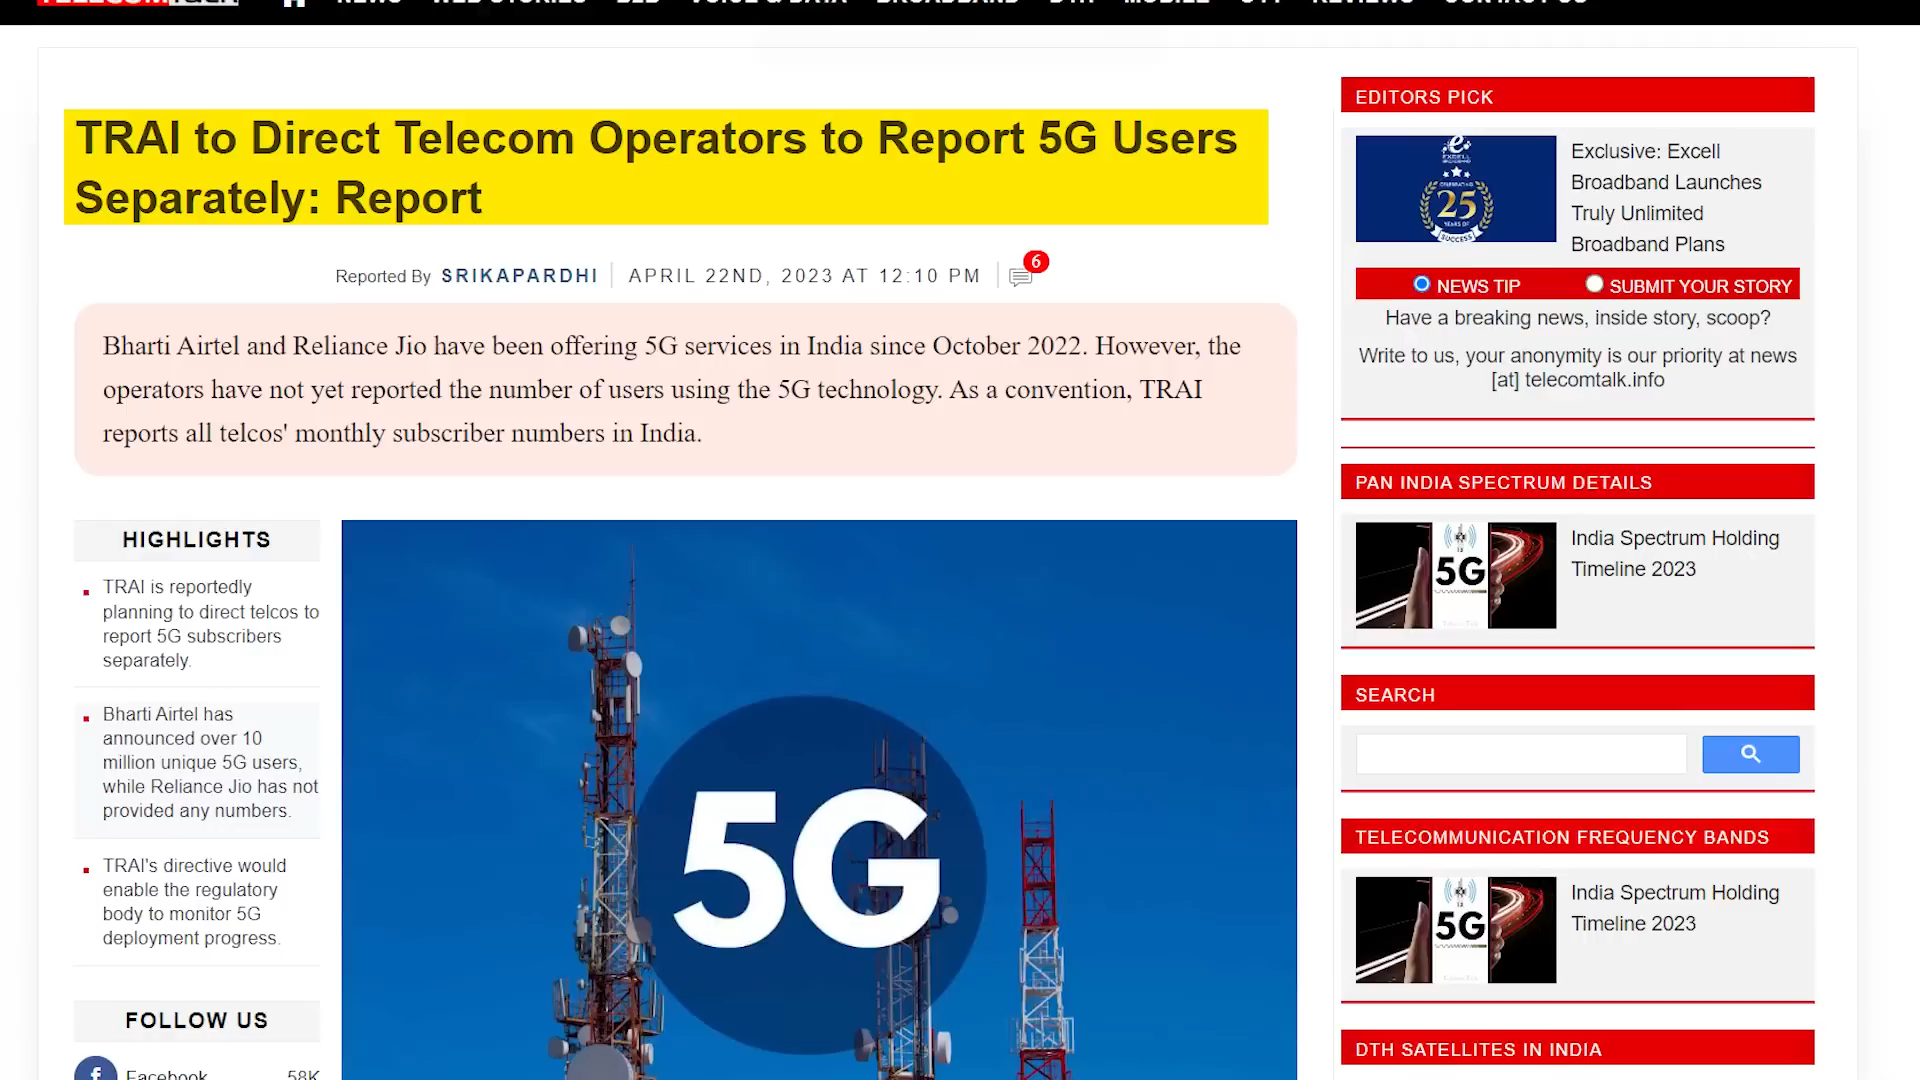 TELECOMTalk
NEWS WEB STORIES B2B VOICE & DATA BROADBAND DTH MOBILE OTT REVIEWS CONTACT US
TRAI to Direct Telecom Operators to Report 5G Users
Separately: Report
Reported By SRIKAPARDHI APRIL 22ND, 2023 AT 12:10 PM 6
Bharti Airtel and Reliance Jio have been offering 5G services in India since October 2022. However, the
operators have not yet reported the number of users using the 5G technology. As a convention, TRAI
reports all telcos' monthly subscriber numbers in India.
HIGHLIGHTS
TRAI is reportedly
planning to direct telcos to
report 5G subscribers
separately.
Bharti Airtel has
announced over 10
million unique 5G users,
while Reliance Jio has not
provided any numbers.
TRAI's directive would
enable the regulatory
body to monitor 5G
deployment progress.
FOLLOW US
Facebook 58K
5G
EDITORS PICK
EXCELL
BROADBAND
CELEBRATING
25
YEARS OF
SUCCESS
Exclusive: Excell
Broadband Launches
Truly Unlimited
Broadband Plans
NEWS TIP SUBMIT YOUR STORY
Have a breaking news, inside story, scoop?
Write to us, your anonymity is our priority at news
[at] telecomtalk.info
PAN INDIA SPECTRUM DETAILS
5G
India Spectrum Holding
Timeline 2023
SEARCH
TELECOMMUNICATION FREQUENCY BANDS
5G
India Spectrum Holding
Timeline 2023
DTH SATELLITES IN INDIA